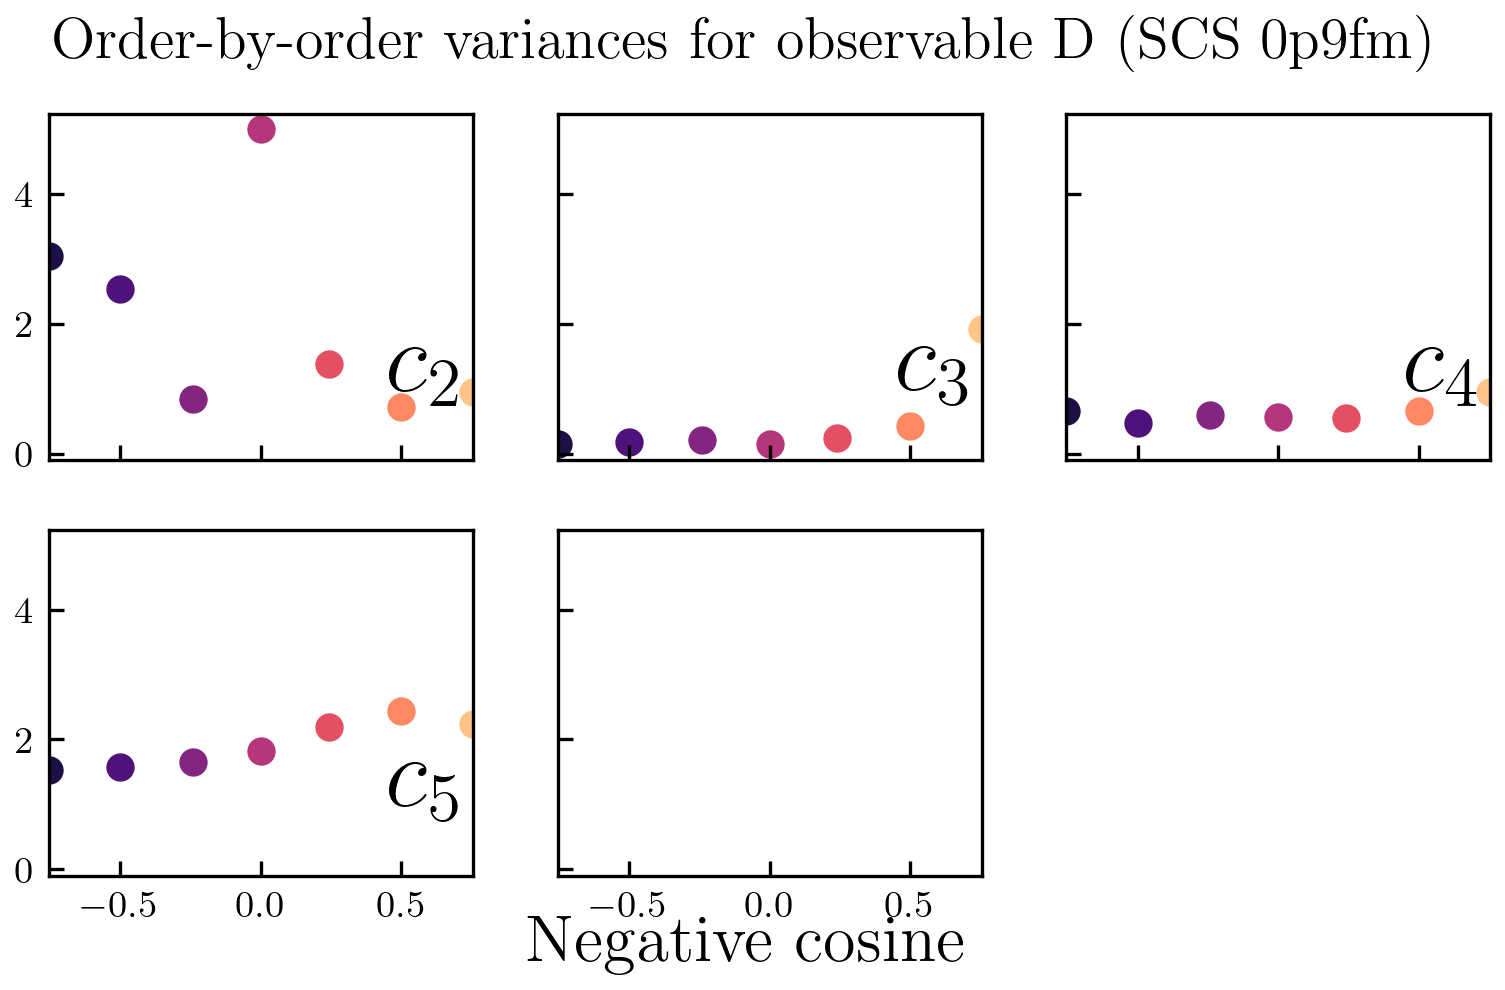 Order-by-order variances for observable D (SCS 0p9fm)
4
2
0
c₂
c₃
c₄
4
2
0
c₅
−0.5 0.0 0.5
−0.5 0.0 0.5
Negative cosine